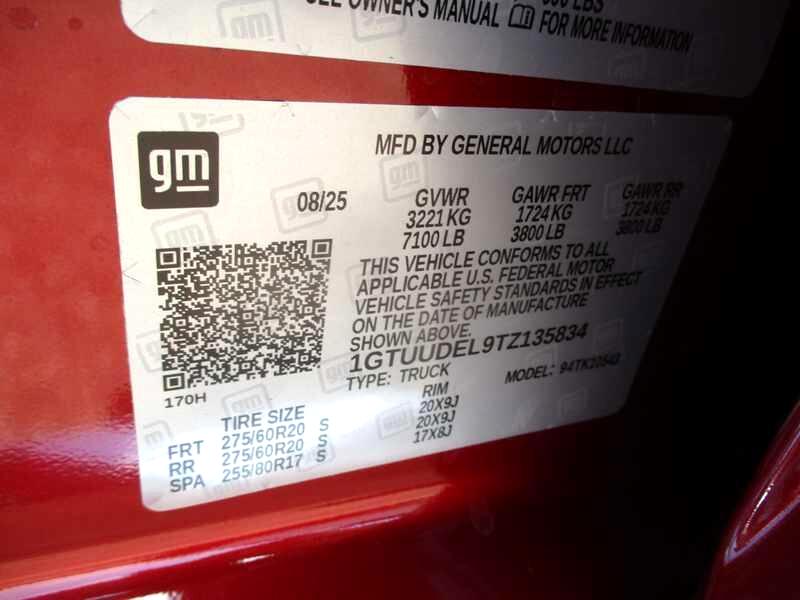 OWNER'S MANUAL
LBS
FOR MORE INFORMATION
gm
MFD BY GENERAL MOTORS LLC
08/25
GVWR GAWR FRT GAWR RR
3221 KG 1724 KG 1724 KG
7100 LB 3800 LB 3800 LB
THIS VEHICLE CONFORMS TO ALL
APPLICABLE U.S. FEDERAL MOTOR
VEHICLE SAFETY STANDARDS IN EFFECT
ON THE DATE OF MANUFACTURE
SHOWN ABOVE.
1GTUUDEL9TZ135834
TYPE: TRUCK MODEL: 94TK10543
170H
TIRE SIZE RIM
FRT 275/60R20 S 20X9J
RR 275/60R20 S 20X9J
SPA 255/80R17 S 17X8J